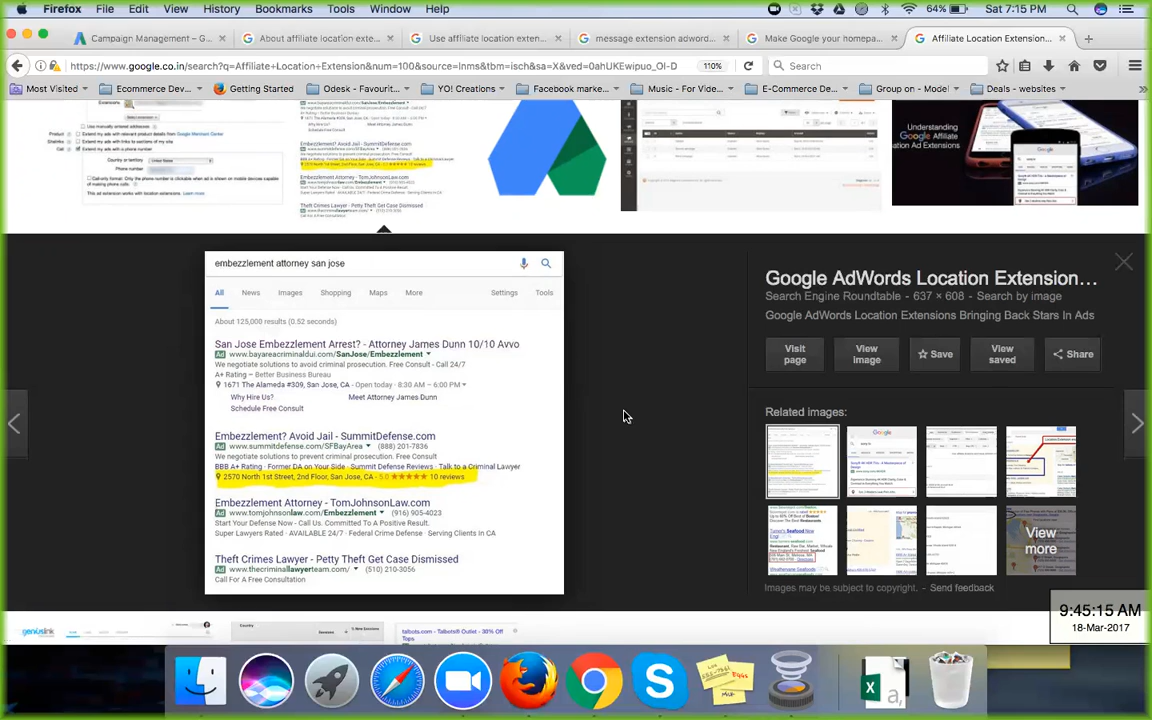 Firefox File Edit View History Bookmarks Tools Window Help 64% Sat 7:15 PM
Campaign Management – G… About affiliate location exte… Use affiliate location exten… message extension adword… Make Google your homepa… Affiliate Location Extension…
https://www.google.co.in/search?q=Affiliate+Location+Extension&num=100&source=lnms&tbm=isch&sa=X&ved=0ahUKEwipuo_OI-D 110% Search
Most Visited Ecommerce Dev… Getting Started Odesk - Favourit… YO! Creations Facebook marke… Music - For Vide… E-Commerce De… Group on - Model Deals - websites
Understanding
Google Affiliate
embezzlement attorney san jose
All News Images Shopping Maps More Settings Tools
About 125,000 results (0.52 seconds)
San Jose Embezzlement Arrest? - Attorney James Dunn 10/10 Avvo
Ad www.bayareacriminaldui.com/SanJose/Embezzlement
We negotiate solutions to avoid criminal prosecution. Free Consult - Call 24/7
A+ Rating – Better Business Bureau
1671 The Alameda #309, San Jose, CA - Open today · 8:30 AM – 6:00 PM
Why Hire Us? Meet Attorney James Dunn
Schedule Free Consult
Embezzlement? Avoid Jail - SummitDefense.com
Ad www.summitdefense.com/SFBayArea (888) 201-7836
We negotiate solutions to prevent criminal prosecution. Free Consult.
BBB A+ Rating · Former DA on Your Side · Summit Defense Reviews · Talk to a Criminal Lawyer
2570 North 1st Street, 2nd Floor, San Jose, CA - 5.0 ★★★★★ 10 reviews
Embezzlement Attorney - TomJohnsonLaw.com
Ad www.tomjohnsonlaw.com/Embezzlement (916) 905-4023
Start Your Defense Now - Call Us. Committed To A Positive Result.
Super Lawyers Rated · AVAILABLE 24/7 · Federal Crime Defense · Serving Clients in CA
Theft Crimes Lawyer - Petty Theft Get Case Dismissed
Ad www.thecriminallawyerteam.com/ (510) 210-3056
Call For A Free Consultation
Google AdWords Location Extension…
Search Engine Roundtable - 637 × 608 - Search by image
Google AdWords Location Extensions Bringing Back Stars In Ads
Visit page View image Save View saved Share
Related images:
View more
Images may be subject to copyright. - Send feedback
9:45:15 AM
18-Mar-2017
geniuslink
talbots.com - Talbots® Outlet - 30% Off Tops